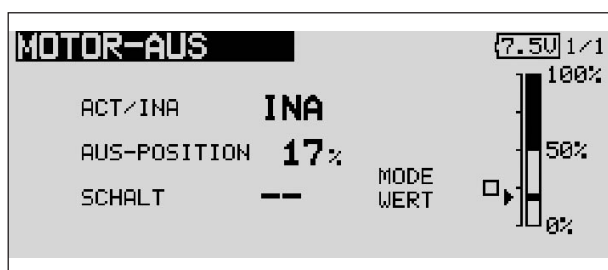 MOTOR-AUS 7.5V 1/1
100%
ACT/INA INA
AUS-POSITION 17% 50%
MODE
SCHALT -- WERT
0%